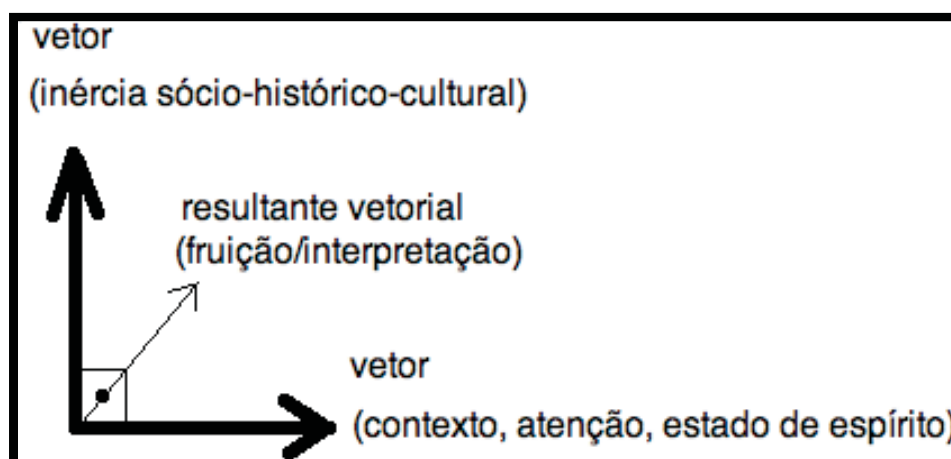 vetor
(inércia sócio-histórico-cultural)
resultante vetorial
(fruição/interpretação)
vetor
(contexto, atenção, estado de espírito)